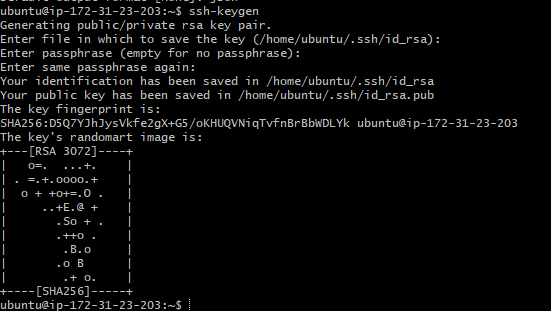 ubuntu@ip-172-31-23-203:~$ ssh-keygen
Generating public/private rsa key pair.
Enter file in which to save the key (/home/ubuntu/.ssh/id_rsa):
Enter passphrase (empty for no passphrase):
Enter same passphrase again:
Your identification has been saved in /home/ubuntu/.ssh/id_rsa
Your public key has been saved in /home/ubuntu/.ssh/id_rsa.pub
The key fingerprint is:
SHA256:D5Q7YJhJysVkfe2gX+G5/oKHUQVNiqTvfnBrBbWDLYk ubuntu@ip-172-31-23-203
The key's randomart image is:
+---[RSA 3072]----+
|   o=.  ...+.    |
| . =.+.oooo.+    |
|  o + +o+=.O .   |
|     ..+E.@ +    |
|       .So + .   |
|       .++o .    |
|        .B.o     |
|       .o B      |
|        .+ o.    |
+----[SHA256]-----+
ubuntu@ip-172-31-23-203:~$